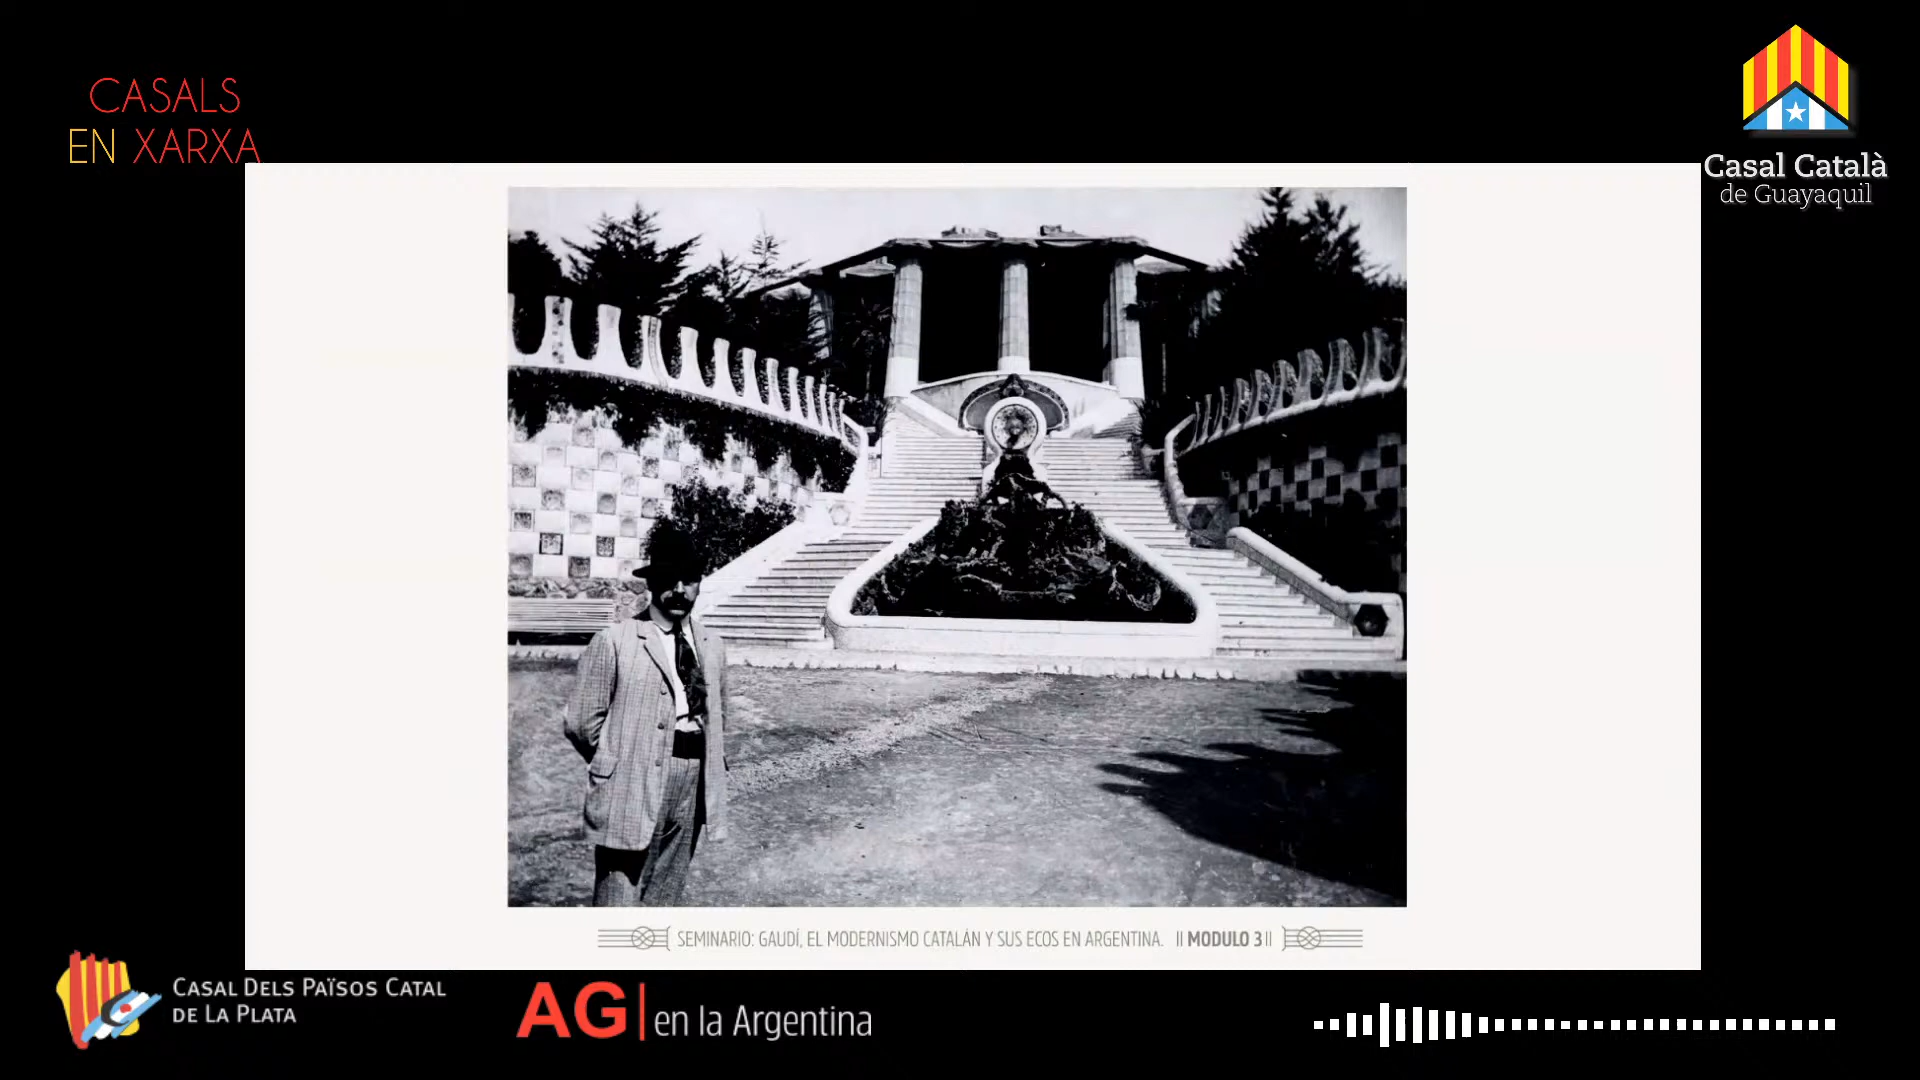 CASALS
EN XARXA
Casal Català
de Guayaquil
SEMINARIO: GAUDÍ, EL MODERNISMO CATALÁN Y SUS ECOS EN ARGENTINA. || MODULO 3 ||
CASAL DELS PAÏSOS CATAL
DE LA PLATA
AG | en la Argentina